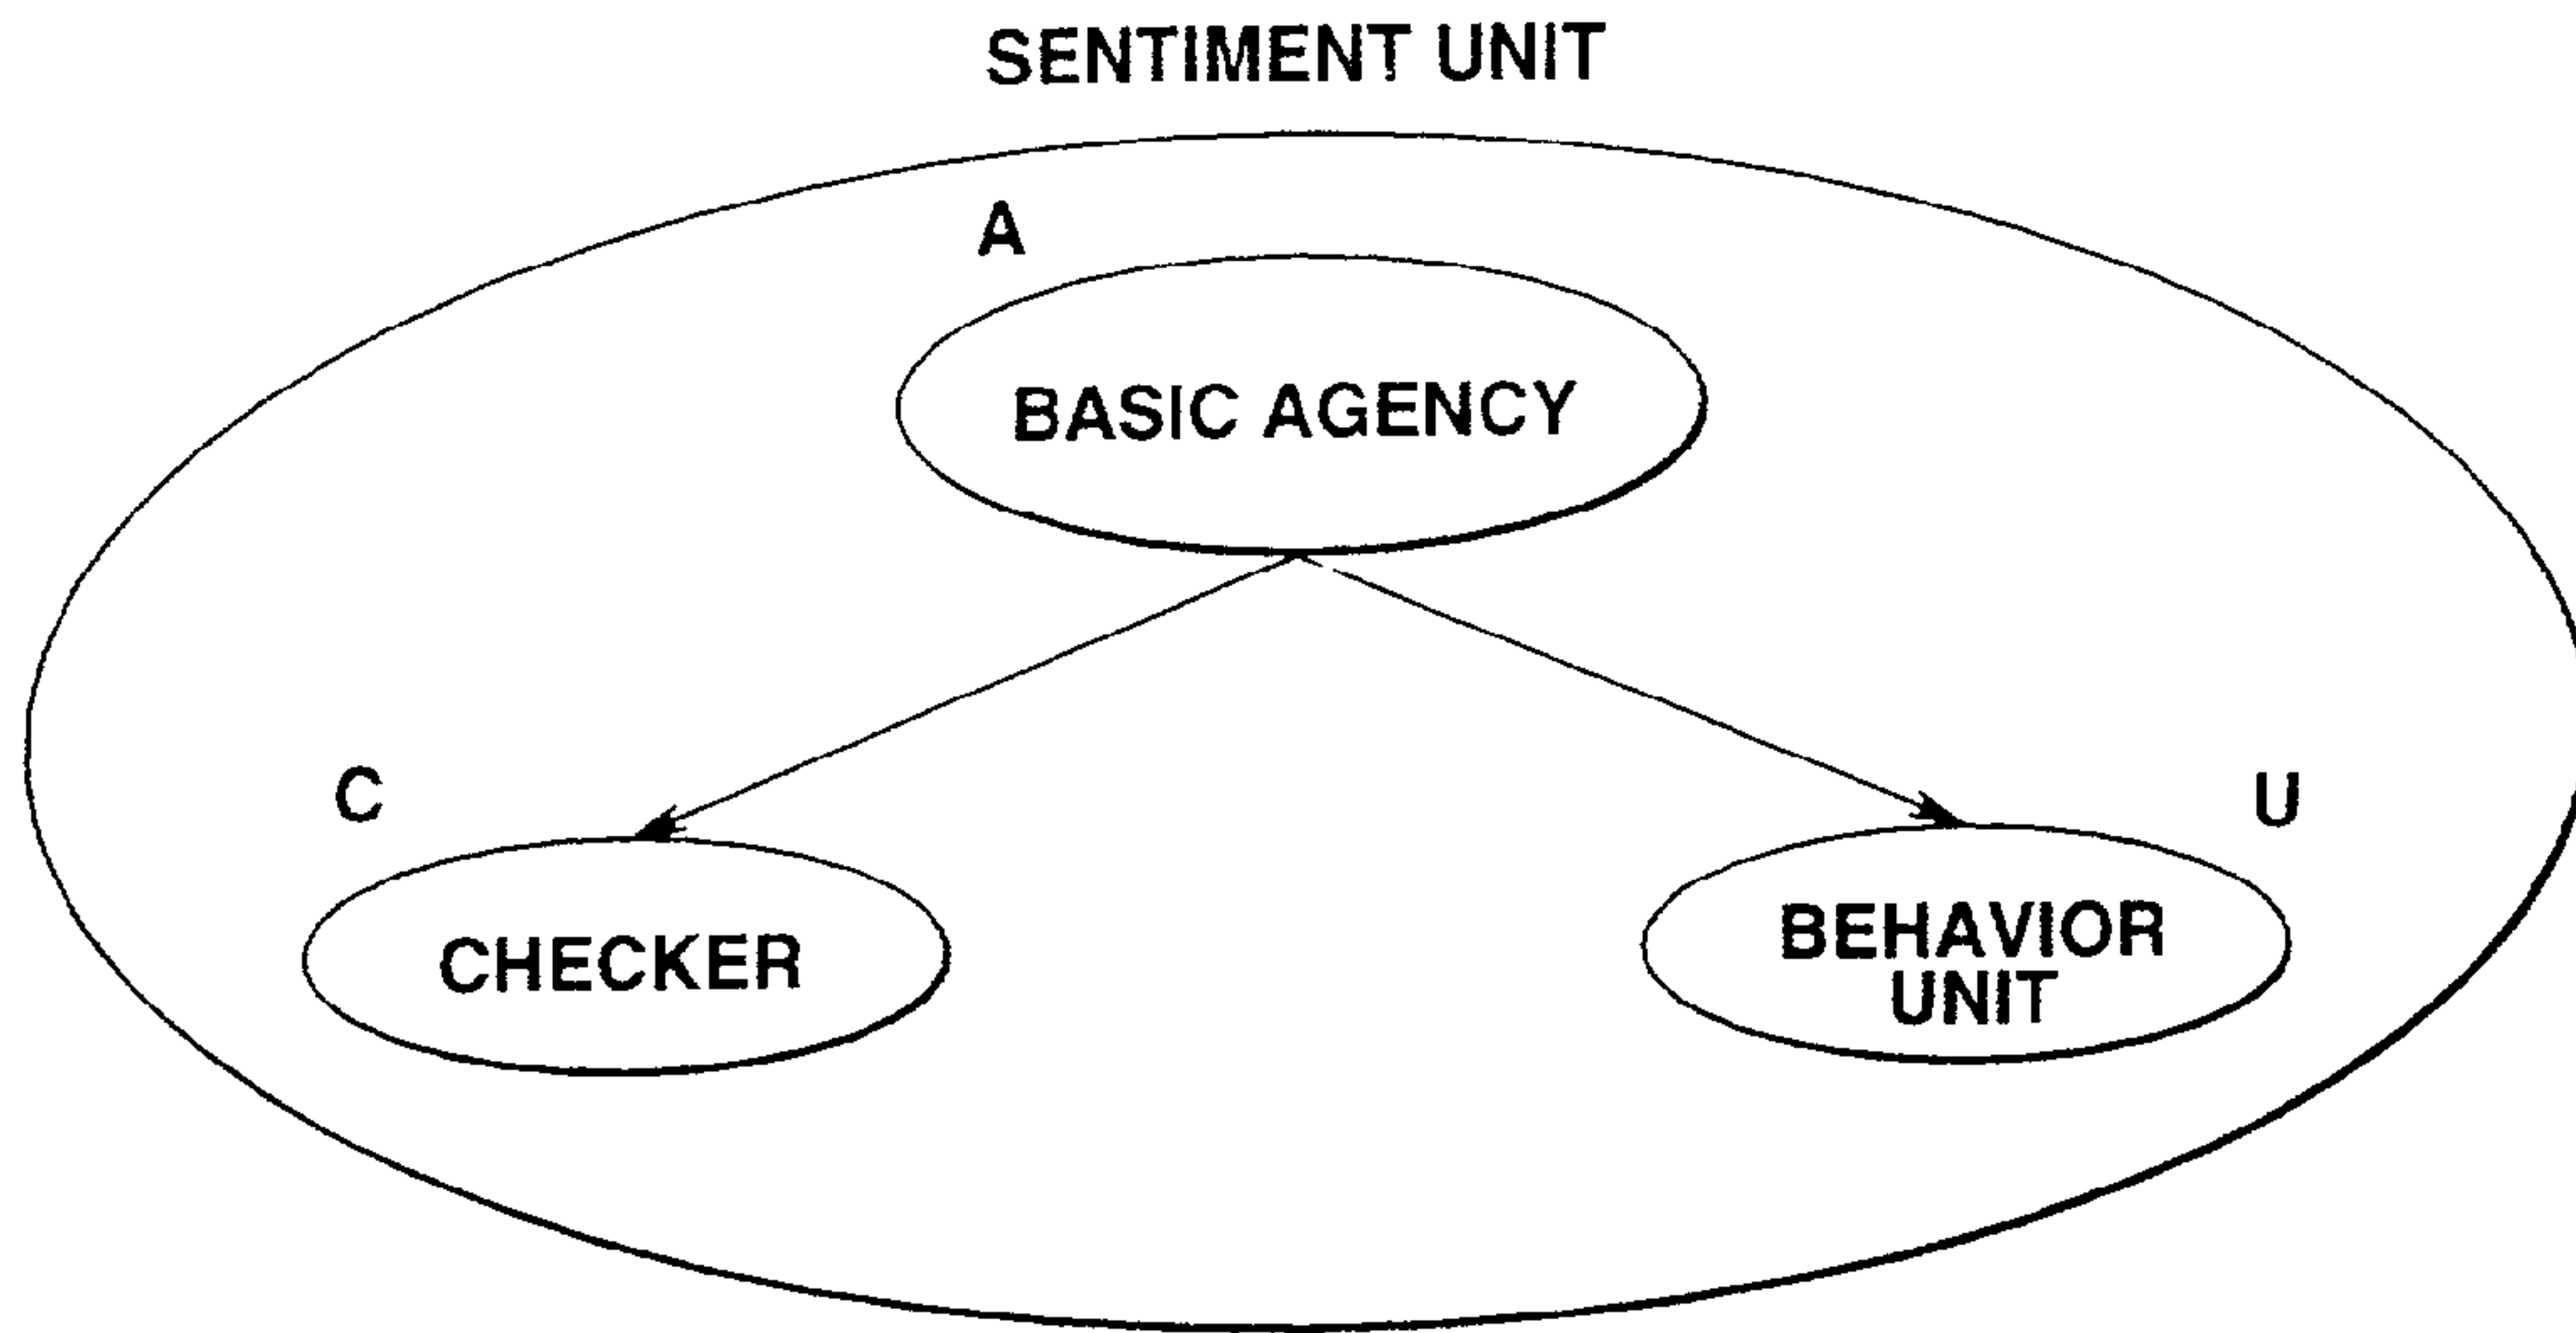 SENTIMENT UNIT
A
BASIC AGENCY
C
U
CHECKER
BEHAVIOR
UNIT